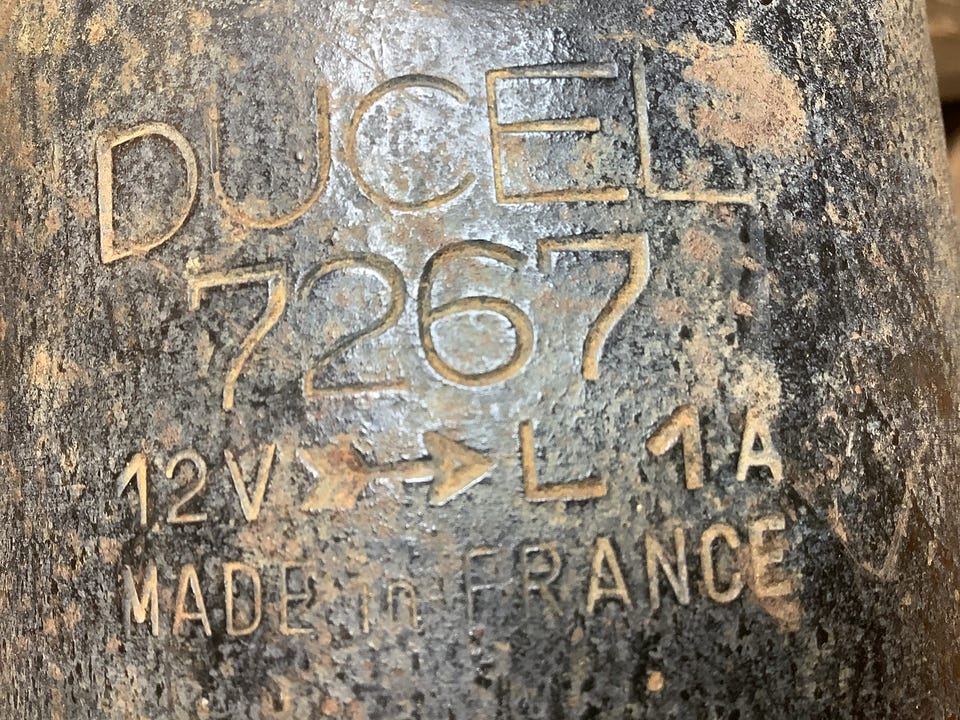 DUCEL
7267
12V → L 1A
MADE in FRANCE